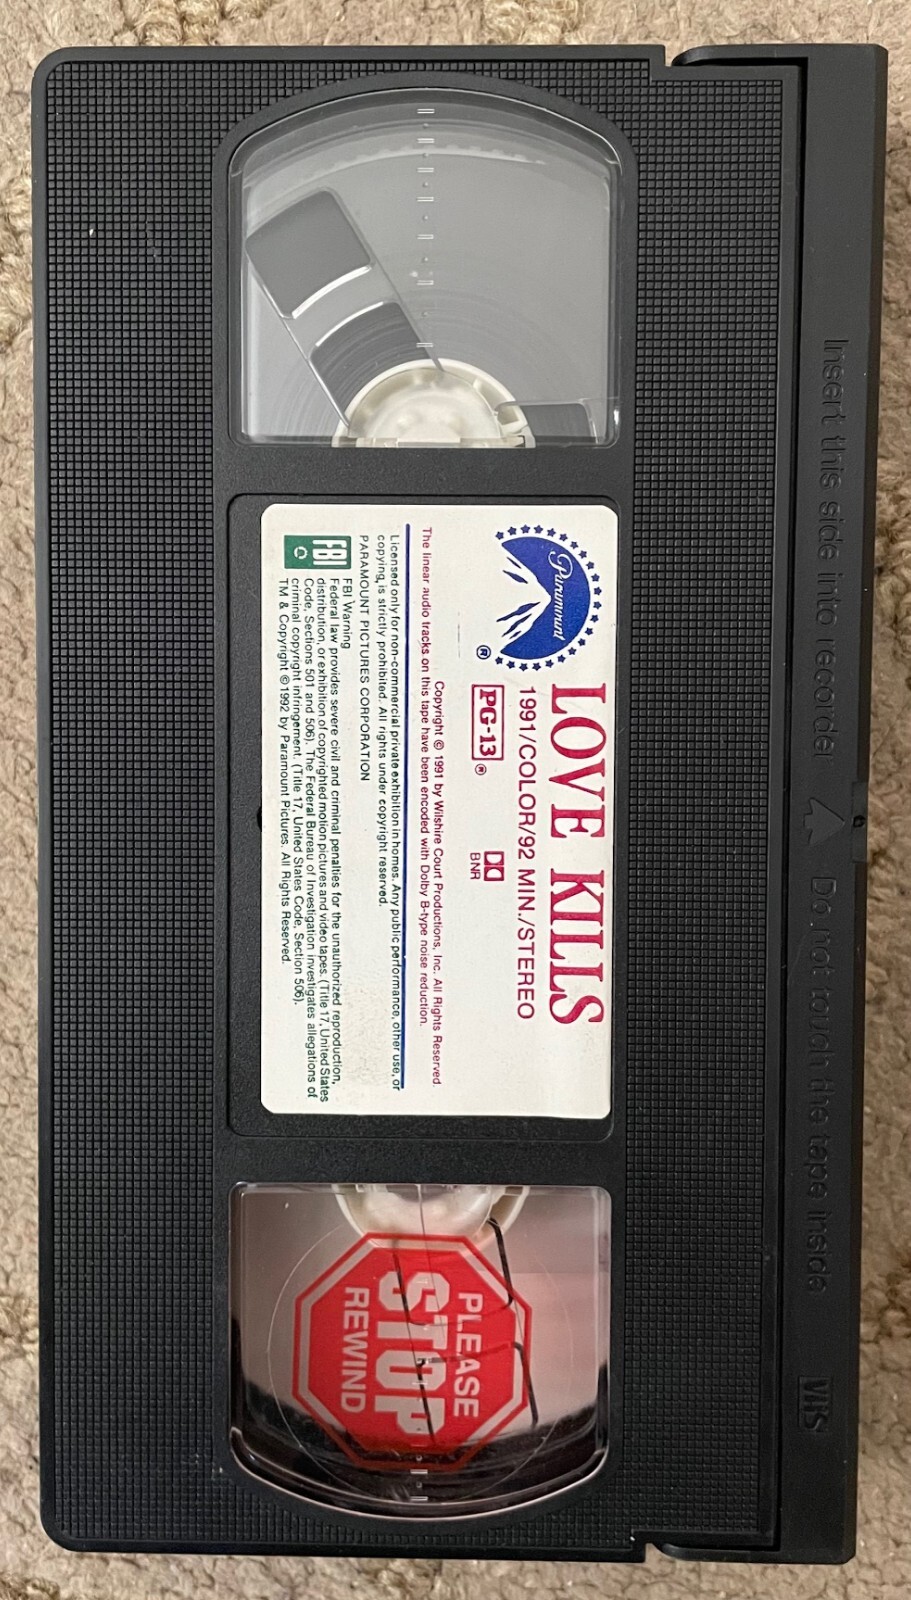 Insert this side into recorder
Do not touch the tape inside
VHS
Paramount
®
LOVE KILLS
1991/COLOR/92 MIN./STEREO
PG-13 ®
BNR
Copyright © 1991 by Wilshire Court Productions, Inc. All Rights Reserved.
The linear audio tracks on this tape have been encoded with Dolby B-type noise reduction.
Licensed only for non-commercial private exhibition in homes. Any public performance, other use, or
copying is strictly prohibited. All rights under copyright reserved.
PARAMOUNT PICTURES CORPORATION
FBI
FBI Warning
Federal law provides severe civil and criminal penalties for the unauthorized reproduction,
distribution, or exhibition of copyrighted motion pictures and video tapes. (Title 17, United States
Code, Sections 501 and 506). The Federal Bureau of Investigation investigates allegations of
criminal copyright infringement. (Title 17, United States Code, Section 506).
TM & Copyright © 1992 by Paramount Pictures. All Rights Reserved.
PLEASE
STOP
REWIND